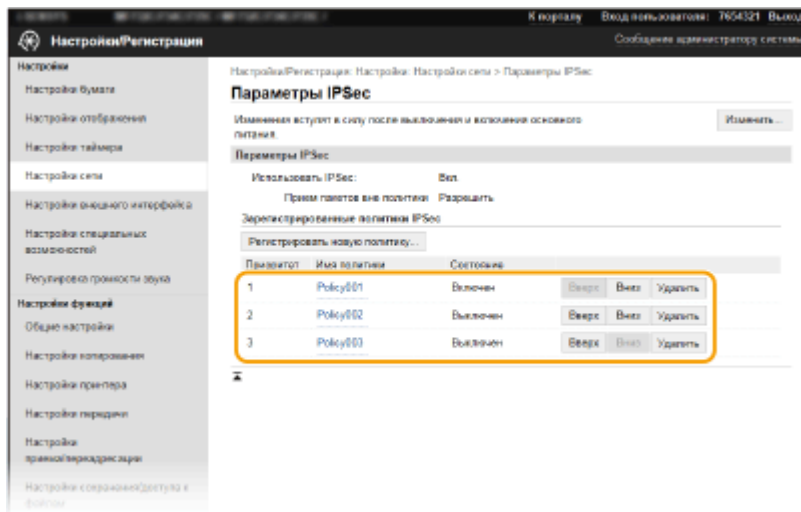 К порталу Вход пользователя: 7654321 Выход
Настройки/Регистрация
Сообщение администратору системы
Настройки
Настройки бумаги
Настройки отображения
Настройки таймера
Настройки сети
Настройки внешнего интерфейса
Настройки специальных
возможностей
Регулировка громкости звука
Настройки функций
Общие настройки
Настройки копирования
Настройки принтера
Настройки передачи
Настройки
приема/переадресации
Настройки сохранения/доступа к
файлам
Настройки/Регистрация: Настройки: Настройки сети > Параметры IPSec
Параметры IPSec
Изменения вступят в силу после выключения и включения основного
питания.
Изменить...
Параметры IPSec
Использовать IPSec: Вкл.
Прием пакетов вне политики Разрешить
Зарегистрированные политики IPSec
Регистрировать новую политику...
Приоритет Имя политики Состояние
1 Policy001 Включен Вверх Вниз Удалить
2 Policy002 Выключен Вверх Вниз Удалить
3 Policy003 Выключен Вверх Вниз Удалить